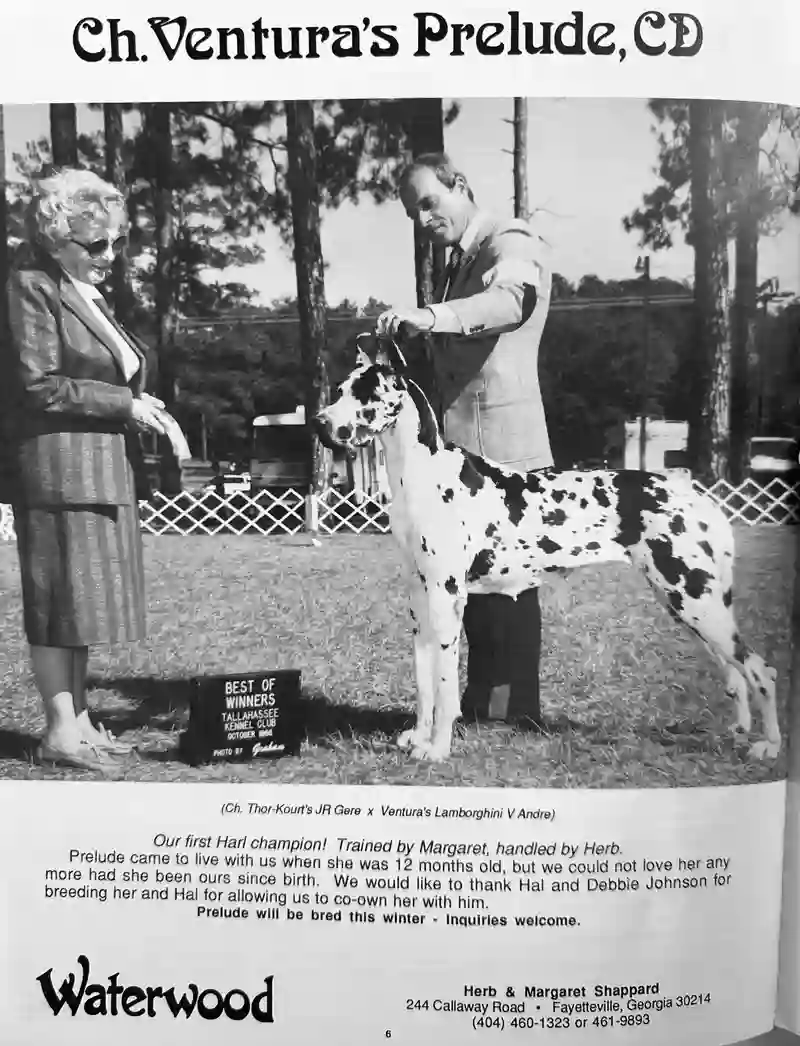 Ch. Ventura's Prelude, CD
BEST OF
WINNERS
TALLAHASSEE
KENNEL CLUB
OCTOBER
PHOTO BY Graham
(Ch. Thor-Kourt's JR Gere x Ventura's Lamborghini V Andre)
Our first Harl champion! Trained by Margaret, handled by Herb.
Prelude came to live with us when she was 12 months old, but we could not love her any
more had she been ours since birth. We would like to thank Hal and Debbie Johnson for
breeding her and Hal for allowing us to co-own her with him.
Prelude will be bred this winter - Inquiries welcome.
Waterwood
Herb & Margaret Shappard
244 Callaway Road • Fayetteville, Georgia 30214
(404) 460-1323 or 461-9893
6